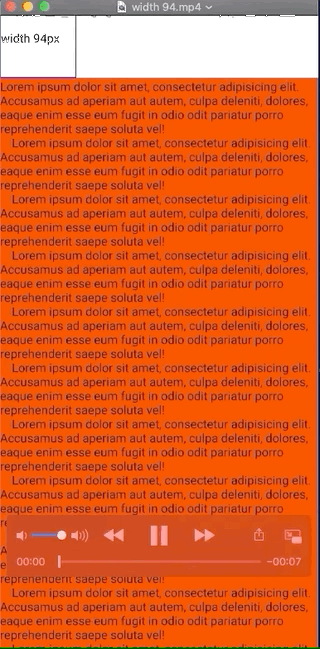 width 94.mp4
width 94px
Lorem ipsum dolor sit amet, consectetur adipisicing elit.
Accusamus ad aperiam aut autem, culpa deleniti, dolores,
eaque enim esse eum fugit in odio odit pariatur porro
reprehenderit saepe soluta vel!
Lorem ipsum dolor sit amet, consectetur adipisicing elit.
Accusamus ad aperiam aut autem, culpa deleniti, dolores,
eaque enim esse eum fugit in odio odit pariatur porro
reprehenderit saepe soluta vel!
Lorem ipsum dolor sit amet, consectetur adipisicing elit.
Accusamus ad aperiam aut autem, culpa deleniti, dolores,
eaque enim esse eum fugit in odio odit pariatur porro
reprehenderit saepe soluta vel!
Lorem ipsum dolor sit amet, consectetur adipisicing elit.
Accusamus ad aperiam aut autem, culpa deleniti, dolores,
eaque enim esse eum fugit in odio odit pariatur porro
reprehenderit saepe soluta vel!
Lorem ipsum dolor sit amet, consectetur adipisicing elit.
Accusamus ad aperiam aut autem, culpa deleniti, dolores,
eaque enim esse eum fugit in odio odit pariatur porro
reprehenderit saepe soluta vel!
Lorem ipsum dolor sit amet, consectetur adipisicing elit.
Accusamus ad aperiam aut autem, culpa deleniti, dolores,
eaque enim esse eum fugit in odio odit pariatur porro
reprehenderit saepe soluta vel!
Lorem ipsum dolor sit amet, consectetur adipisicing elit.
Accusamus ad aperiam aut autem, culpa deleniti, dolores,
eaque enim esse eum fugit in odio odit pariatur porro
reprehenderit saepe soluta vel!
Lorem ipsum dolor sit amet, consectetur adipisicing elit.
Accusamus ad aperiam aut autem, culpa deleniti, dolores,
eaque enim esse eum fugit in odio odit pariatur porro
00:00
-00:07
reprehenderit saepe soluta vel!
Lorem ipsum dolor sit amet, consectetur adipisicing elit.
Accusamus ad aperiam aut autem, culpa deleniti, dolores,
eaque enim esse eum fugit in odio odit pariatur porro
reprehenderit saepe soluta vel!